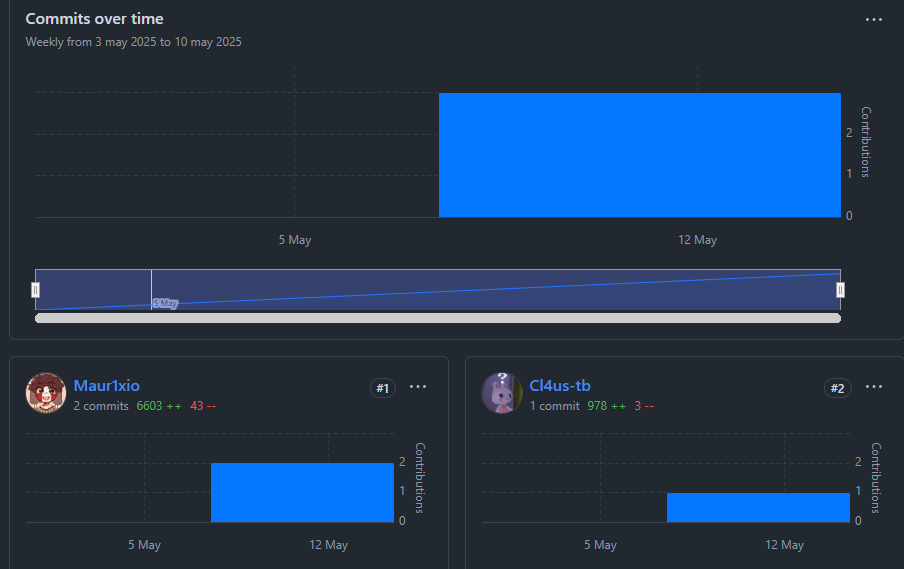 Commits over time
Weekly from 3 may 2025 to 10 may 2025
2
1
0
Contributions
5 May
12 May
5 May
Maur1xio
#1
2 commits 6603 ++ 43 --
2
1
0
Contributions
5 May
12 May
Cl4us-tb
#2
1 commit 978 ++ 3 --
2
1
0
Contributions
5 May
12 May